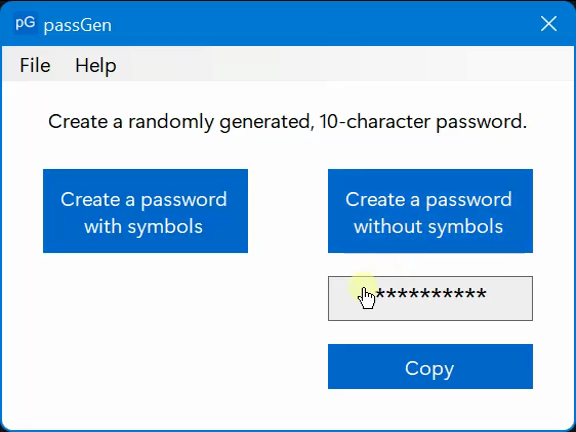 pG passGen
File Help
Create a randomly generated, 10-character password.
Create a password
with symbols
Create a password
without symbols
**********
Copy